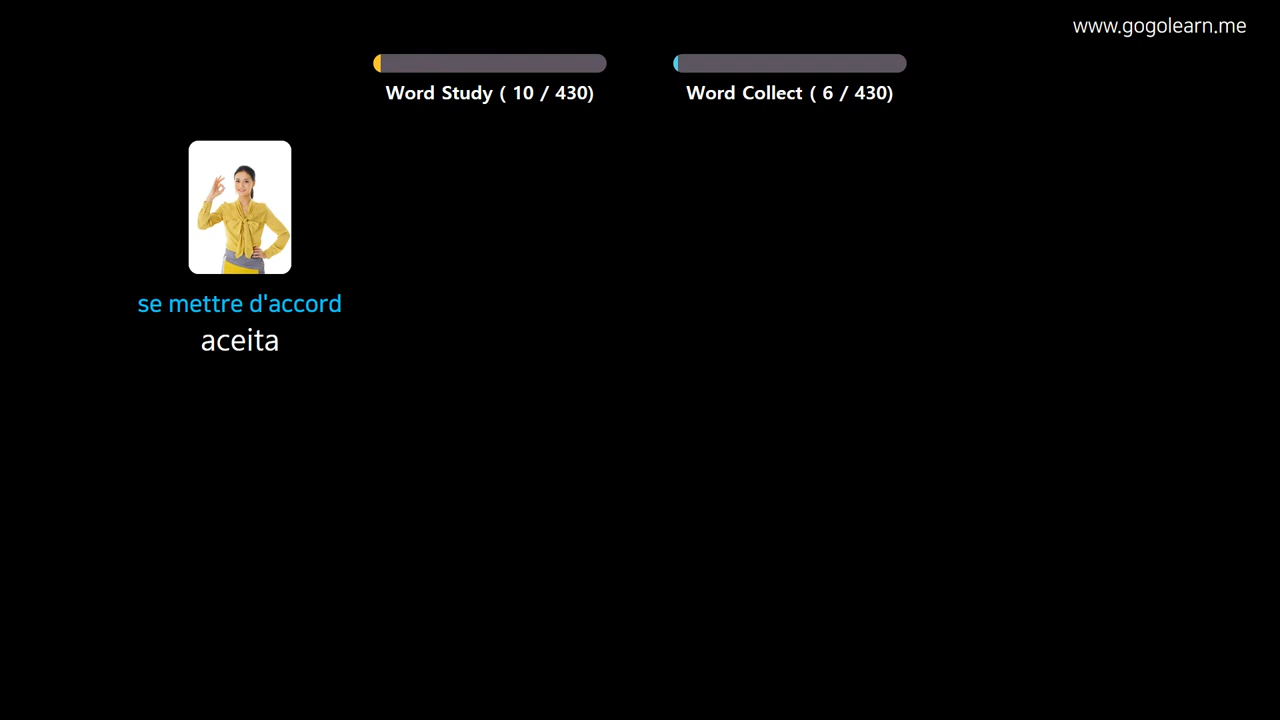 www.gogolearn.me
Word Study ( 10 / 430)
Word Collect ( 6 / 430)
se mettre d'accord
aceita